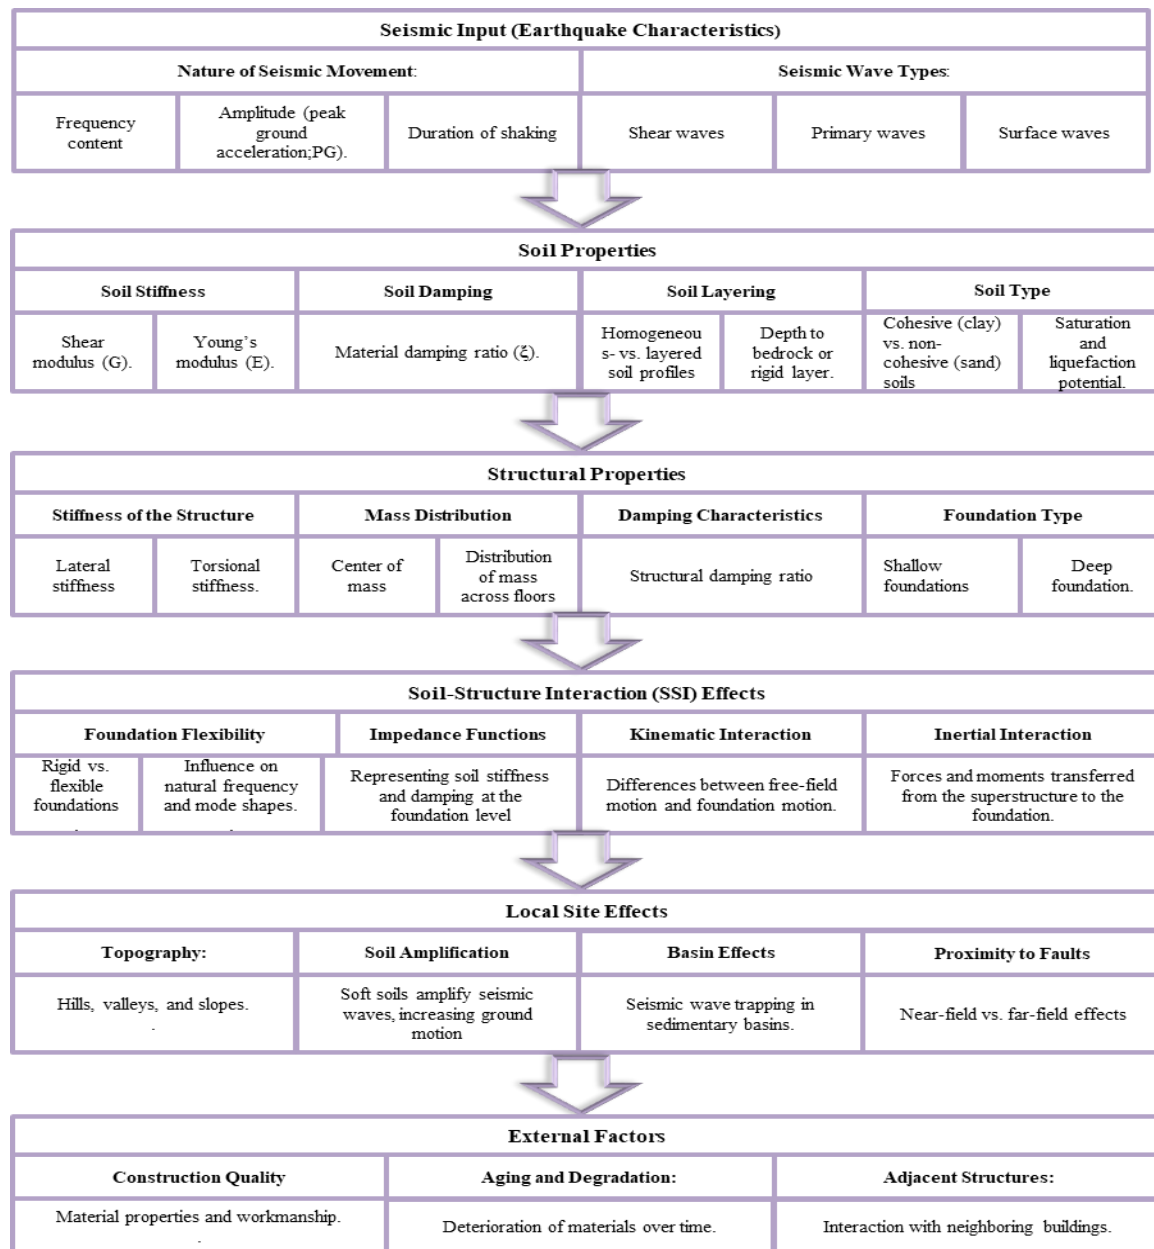 Seismic Input (Earthquake Characteristics)
Nature of Seismic Movement:
Seismic Wave Types:
Frequency
content
Amplitude (peak
ground
acceleration;PG).
Duration of shaking
Shear waves
Primary waves
Surface waves
Soil Properties
Soil Stiffness
Soil Damping
Soil Layering
Soil Type
Shear
modulus (G).
Young's
modulus (E).
Material damping ratio (ξ).
Homogeneou
s- vs. layered
soil profiles
Depth to
bedrock or
rigid layer.
Cohesive (clay)
vs. non-
cohesive (sand)
soils
Saturation
and
liquefaction
potential.
Structural Properties
Stiffness of the Structure
Mass Distribution
Damping Characteristics
Foundation Type
Lateral
stiffness
Torsional
stiffness.
Center of
mass
Distribution
of mass
across floors
Structural damping ratio
Shallow
foundations
Deep
foundation.
Soil-Structure Interaction (SSI) Effects
Foundation Flexibility
Impedance Functions
Kinematic Interaction
Inertial Interaction
Rigid vs.
flexible
foundations
.
Influence on
natural frequency
and mode shapes.
.
Representing soil stiffness
and damping at the
foundation level
Differences between free-field
motion and foundation motion.
Forces and moments transferred
from the superstructure to the
foundation.
Local Site Effects
Topography:
Soil Amplification
Basin Effects
Proximity to Faults
Hills, valleys, and slopes.
.
Soft soils amplify seismic
waves, increasing ground
motion
Seismic wave trapping in
sedimentary basins.
Near-field vs. far-field effects
External Factors
Construction Quality
Aging and Degradation:
Adjacent Structures:
Material properties and workmanship.
.
Deterioration of materials over time.
Interaction with neighboring buildings.